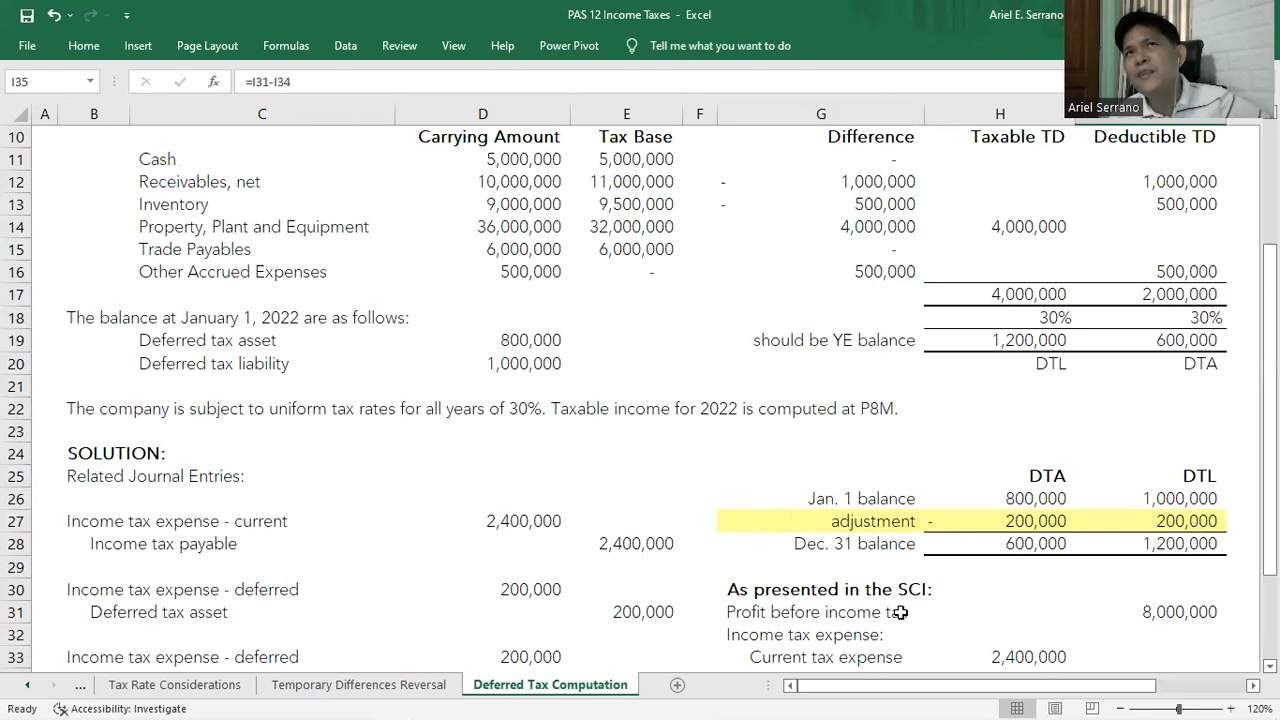 PAS 12 Income Taxes - Excel
Ariel E. Serrano
File Home Insert Page Layout Formulas Data Review View Help Power Pivot Tell me what you want to do
I35 fx =I31-I34
Ariel Serrano
A B C D E F G H I
10 Carrying Amount Tax Base Difference Taxable TD Deductible TD
11 Cash 5,000,000 5,000,000 -
12 Receivables, net 10,000,000 11,000,000 - 1,000,000 1,000,000
13 Inventory 9,000,000 9,500,000 - 500,000 500,000
14 Property, Plant and Equipment 36,000,000 32,000,000 4,000,000 4,000,000
15 Trade Payables 6,000,000 6,000,000 -
16 Other Accrued Expenses 500,000 - 500,000 500,000
17 4,000,000 2,000,000
18 The balance at January 1, 2022 are as follows: 30% 30%
19 Deferred tax asset 800,000 should be YE balance 1,200,000 600,000
20 Deferred tax liability 1,000,000 DTL DTA
21
22 The company is subject to uniform tax rates for all years of 30%. Taxable income for 2022 is computed at P8M.
23
24 SOLUTION:
25 Related Journal Entries: DTA DTL
26 Jan. 1 balance 800,000 1,000,000
27 Income tax expense - current 2,400,000 adjustment - 200,000 200,000
28 Income tax payable 2,400,000 Dec. 31 balance 600,000 1,200,000
29
30 Income tax expense - deferred 200,000 As presented in the SCI:
31 Deferred tax asset 200,000 Profit before income tax 8,000,000
32 Income tax expense:
33 Income tax expense - deferred 200,000 Current tax expense 2,400,000
... Tax Rate Considerations Temporary Differences Reversal Deferred Tax Computation
Ready Accessibility: Investigate 120%